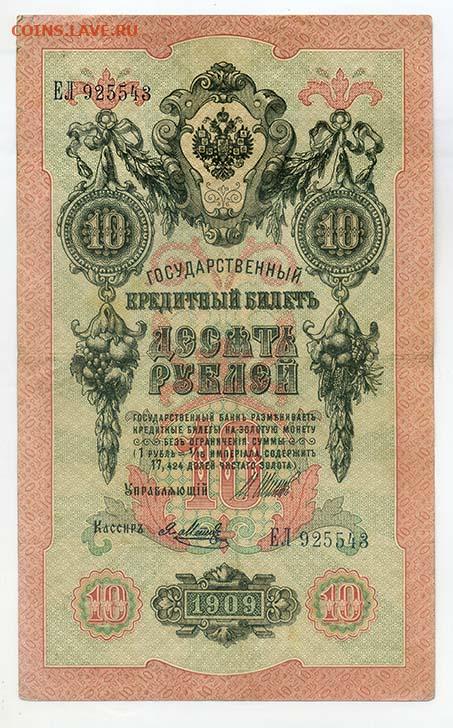 COINS.LAVE.RU
ЕЛ 925543
10 10
ГОСУДАРСТВЕННЫЙ
КРЕДИТНЫЙ БИЛЕТЪ
ДЕСЯТЬ
РУБЛЕЙ
ГОСУДАРСТВЕННЫЙ БАНКЪ РАЗМѢНИВАЕТЪ
КРЕДИТНЫЕ БИЛЕТЫ НА ЗОЛОТУЮ МОНЕТУ
БЕЗЪ ОГРАНИЧЕНІЯ СУММЫ
(1 РУБЛЬ = 1/15 ИМПЕРІАЛА, СОДЕРЖИТЪ
17,424 ДОЛЕЙ ЧИСТАГО ЗОЛОТА)
10
УПРАВЛЯЮЩІЙ
КАССИРЪ
ЕЛ 925543
10 1909 10